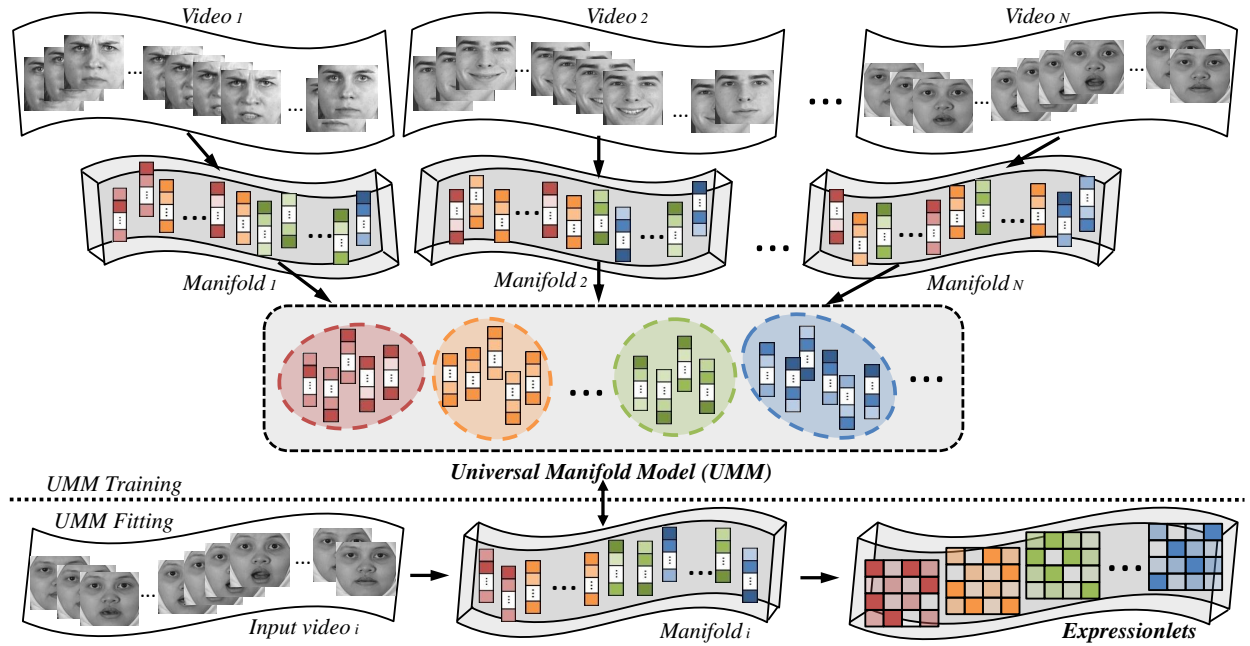 Video 1
Video 2
Video N
Manifold 1
Manifold 2
Manifold N
Universal Manifold Model (UMM)
UMM Training
UMM Fitting
Input video i
Manifold i
Expressionlets